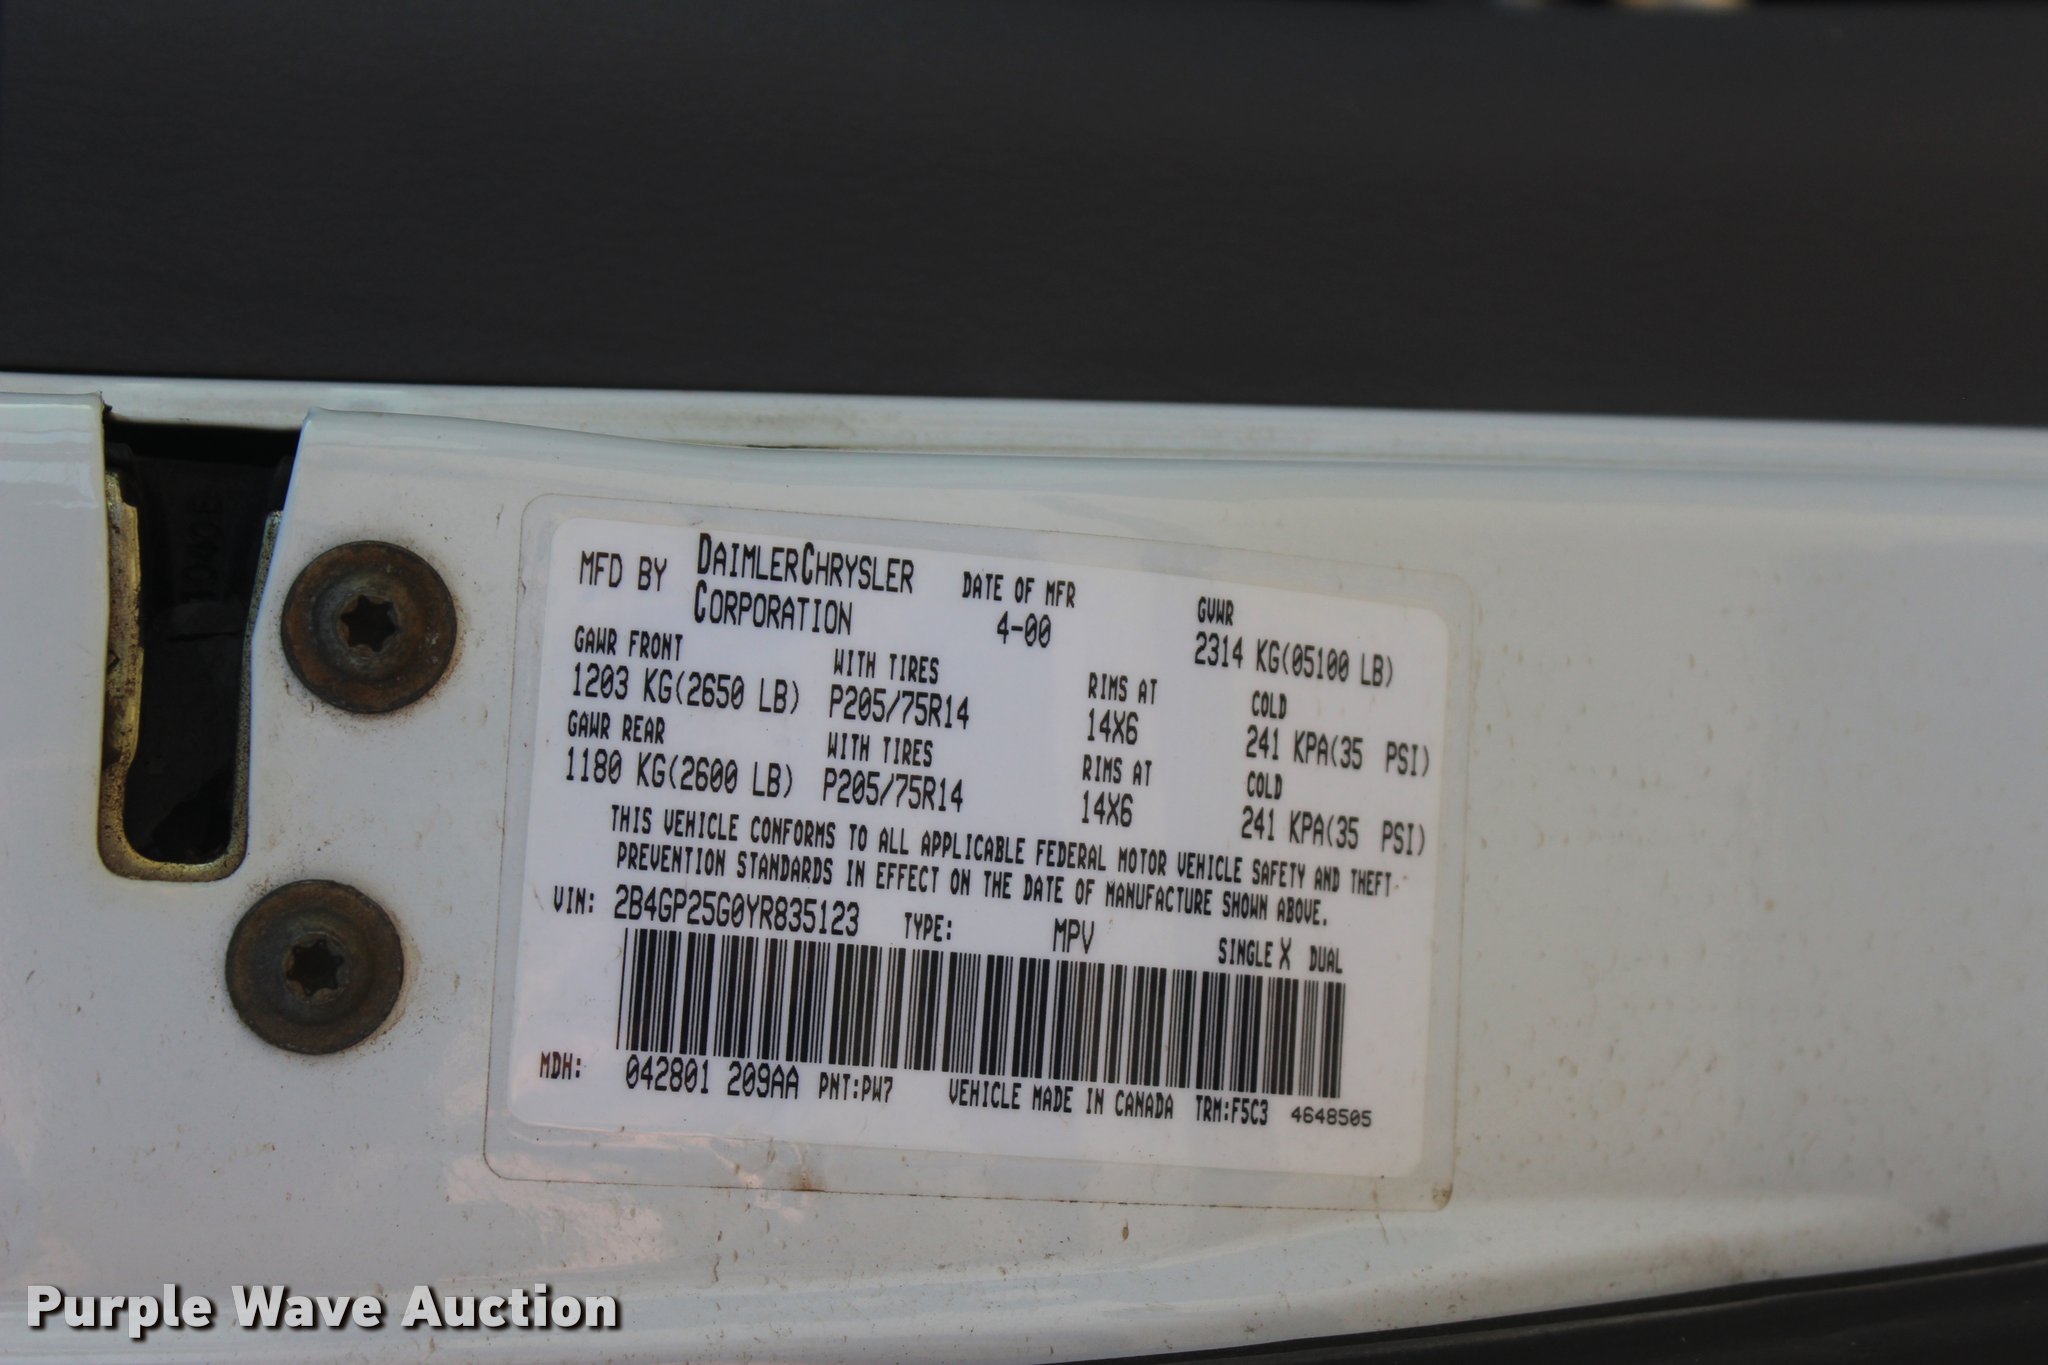 MFD BY DAIMLERCHRYSLER CORPORATION DATE OF MFR 4-00 GVWR 2314 KG(05100 LB)
GAWR FRONT WITH TIRES RIMS AT COLD
1203 KG(2650 LB) P205/75R14 14X6 241 KPA(35 PSI)
GAWR REAR WITH TIRES RIMS AT COLD
1180 KG(2600 LB) P205/75R14 14X6 241 KPA(35 PSI)
THIS VEHICLE CONFORMS TO ALL APPLICABLE FEDERAL MOTOR VEHICLE SAFETY AND THEFT
PREVENTION STANDARDS IN EFFECT ON THE DATE OF MANUFACTURE SHOWN ABOVE.
VIN: 2B4GP25G0YR835123 TYPE: MPV SINGLE X DUAL
MDH: 042801 209AA PNT:PW7 VEHICLE MADE IN CANADA TRM:F5C3 4648505
Purple Wave Auction